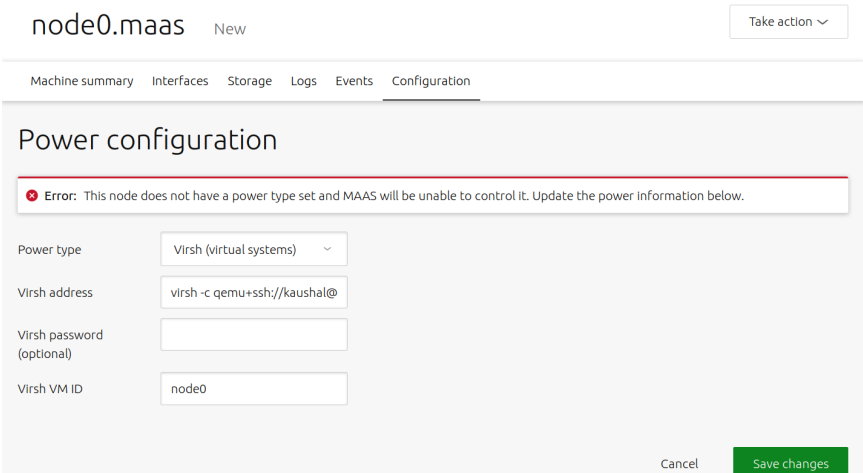 node0.maas New Take action
Machine summary Interfaces Storage Logs Events Configuration
Power configuration
Error: This node does not have a power type set and MAAS will be unable to control it. Update the power information below.
Power type Virsh (virtual systems)
Virsh address virsh -c qemu+ssh://kaushal@
Virsh password
(optional)
Virsh VM ID node0
Cancel Save changes